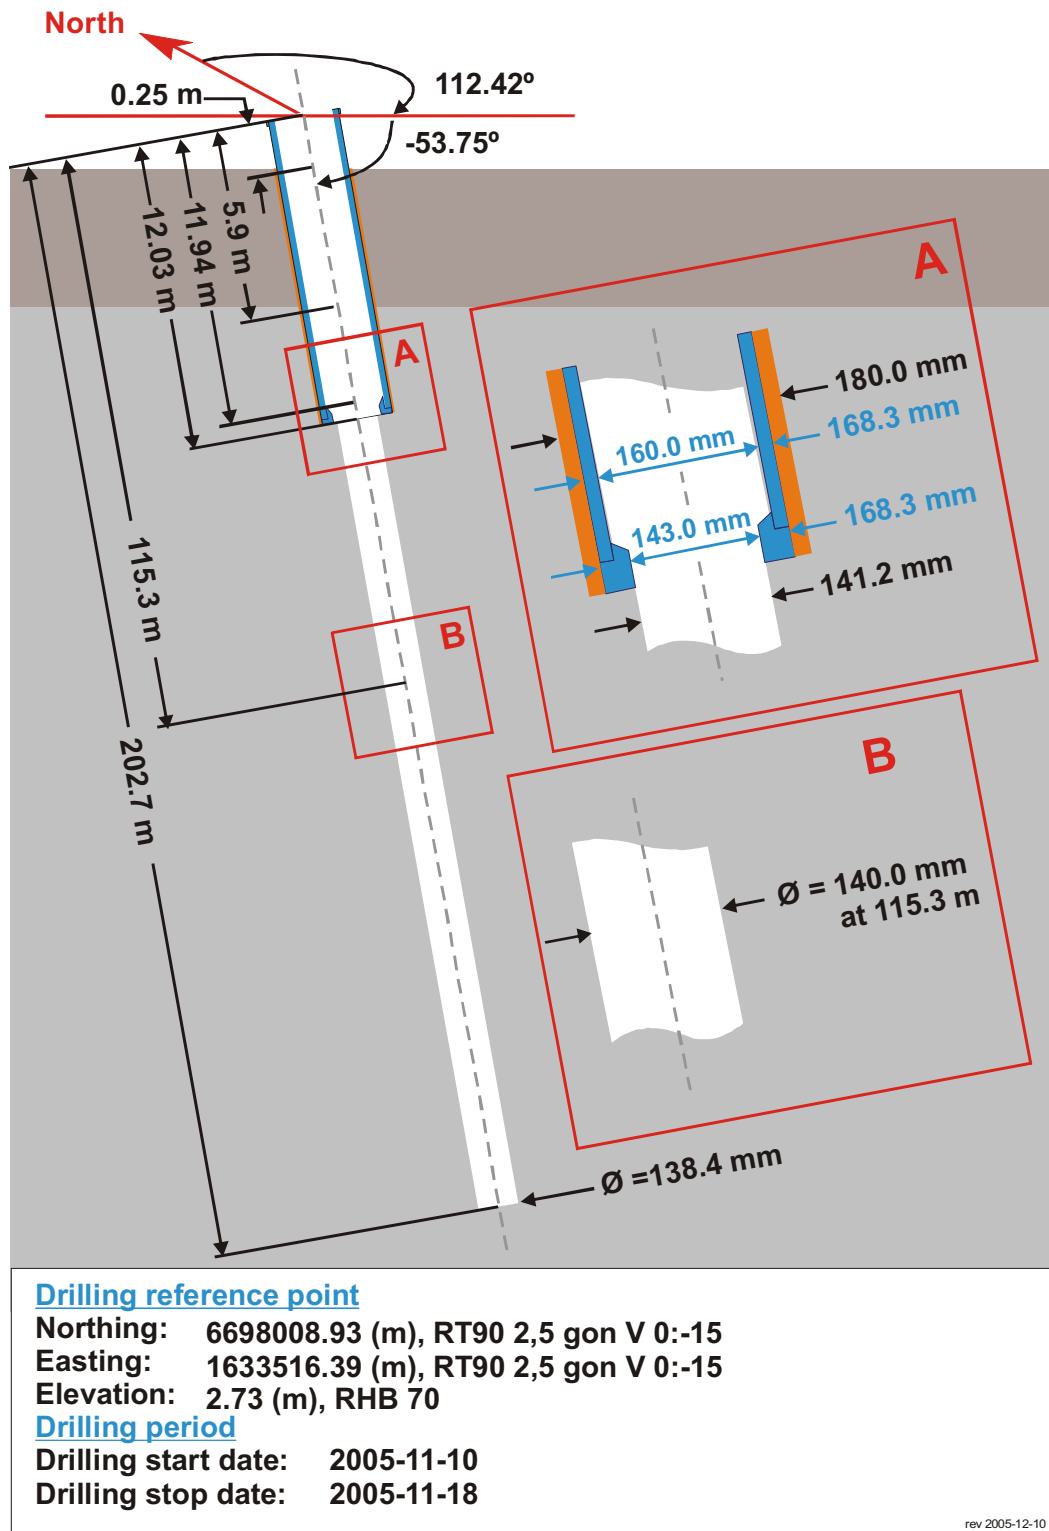 North
0.25 m
112.42º
-53.75º
5.9 m
11.94 m
12.03 m
A
A
180.0 mm
168.3 mm
160.0 mm
168.3 mm
143.0 mm
141.2 mm
115.3 m
B
B
202.7 m
Ø = 140.0 mm
at 115.3 m
Ø =138.4 mm
Drilling reference point
Northing: 6698008.93 (m), RT90 2,5 gon V 0:-15
Easting: 1633516.39 (m), RT90 2,5 gon V 0:-15
Elevation: 2.73 (m), RHB 70
Drilling period
Drilling start date: 2005-11-10
Drilling stop date: 2005-11-18
rev 2005-12-10